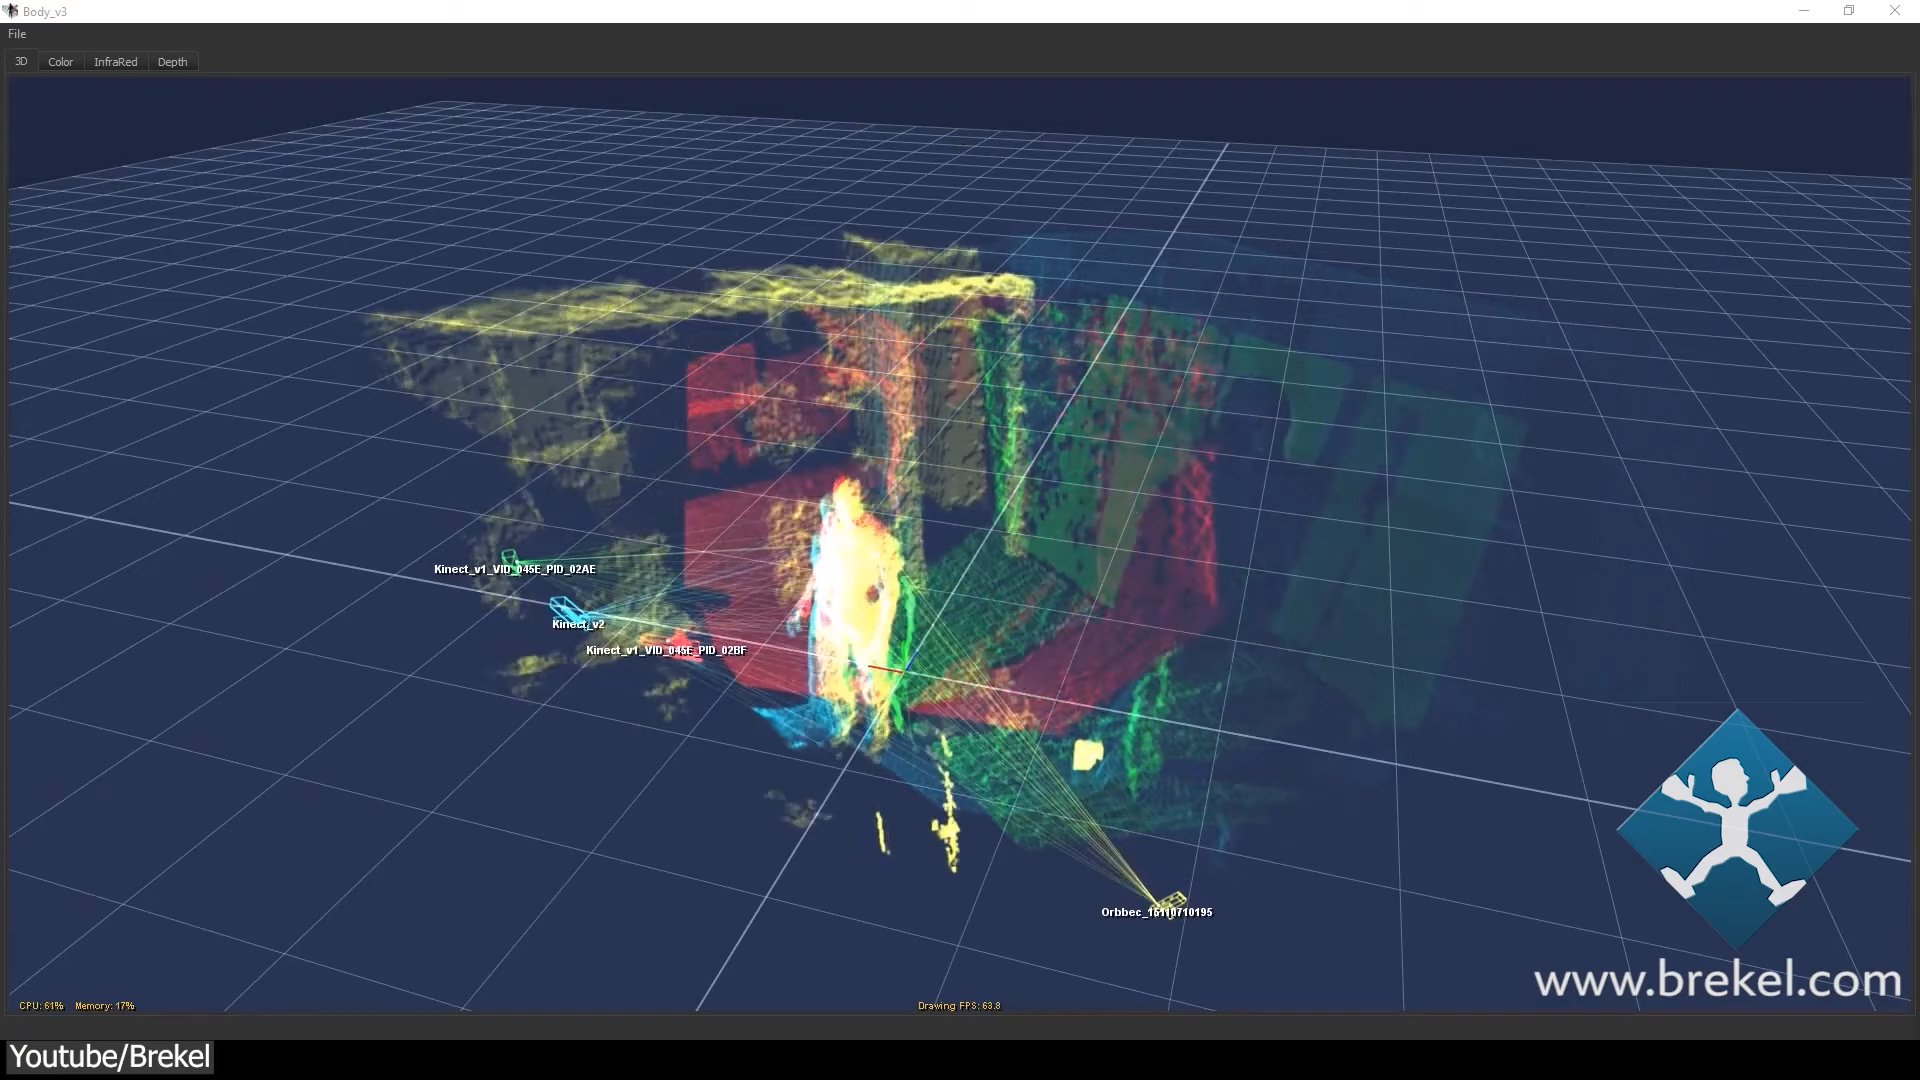 Body_v3
File
3D Color InfraRed Depth
Kinect_v1_VID_045E_PID_02AE
Kinect_v2
Kinect_v1_VID_045E_PID_02BF
Orbbec_15110710195
www.brekel.com
CPU: 61% Memory: 17%
Drawing FPS: 63.8
Youtube/Brekel